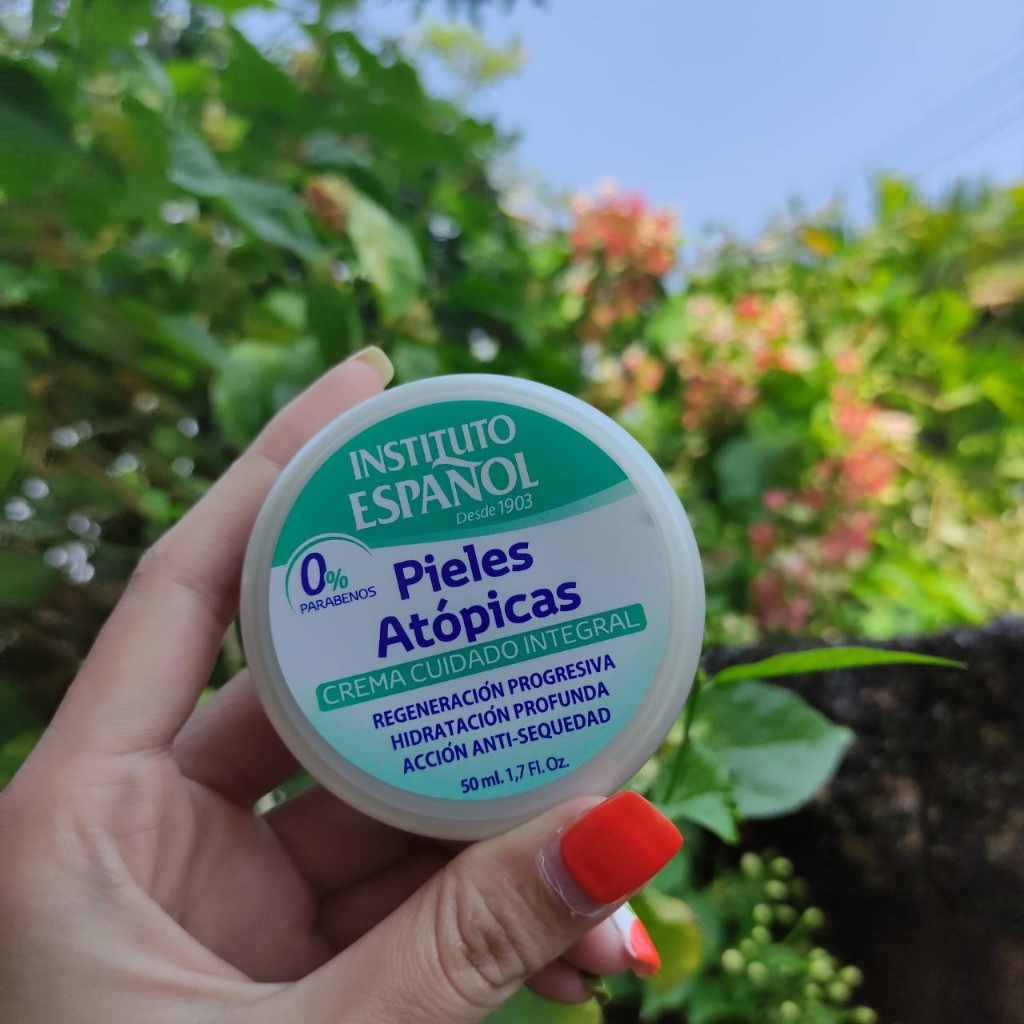 INSTITUTO
ESPAÑOL
Desde 1903
0%
PARABENOS
Pieles
Atópicas
CREMA CUIDADO INTEGRAL
REGENERACIÓN PROGRESIVA
HIDRATACIÓN PROFUNDA
ACCIÓN ANTI-SEQUEDAD
50 ml. 1,7 Fl. Oz.